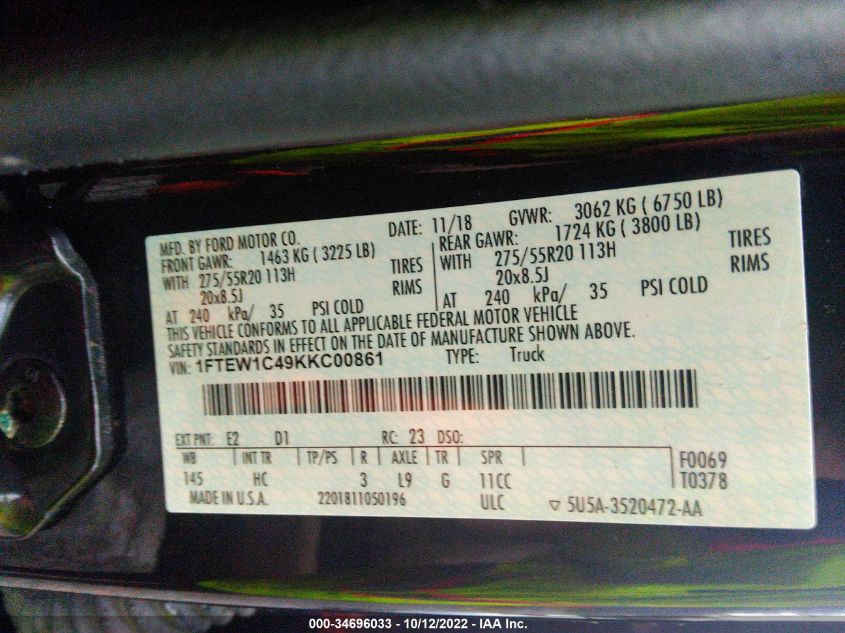 MFD. BY FORD MOTOR CO. DATE: 11/18 GVWR: 3062 KG ( 6750 LB)
FRONT GAWR: 1463 KG ( 3225 LB) REAR GAWR: 1724 KG ( 3800 LB)
WITH 275/55R20 113H TIRES WITH 275/55R20 113H TIRES
20x8.5J RIMS 20x8.5J RIMS
AT 240 kPa/ 35 PSI COLD AT 240 kPa/ 35 PSI COLD
THIS VEHICLE CONFORMS TO ALL APPLICABLE FEDERAL MOTOR VEHICLE
SAFETY STANDARDS IN EFFECT ON THE DATE OF MANUFACTURE SHOWN ABOVE.
VIN: 1FTEW1C49KKC00861 TYPE: Truck
EXT PNT: E2 D1 RC: 23 DSO:
WB INT TR TP/PS R AXLE TR SPR F0069
145 HC 3 L9 G 11CC T0378
MADE IN U.S.A. 2201811050196 ULC ▽ 5U5A-3520472-AA
000-34696033 - 10/12/2022 - IAA Inc.